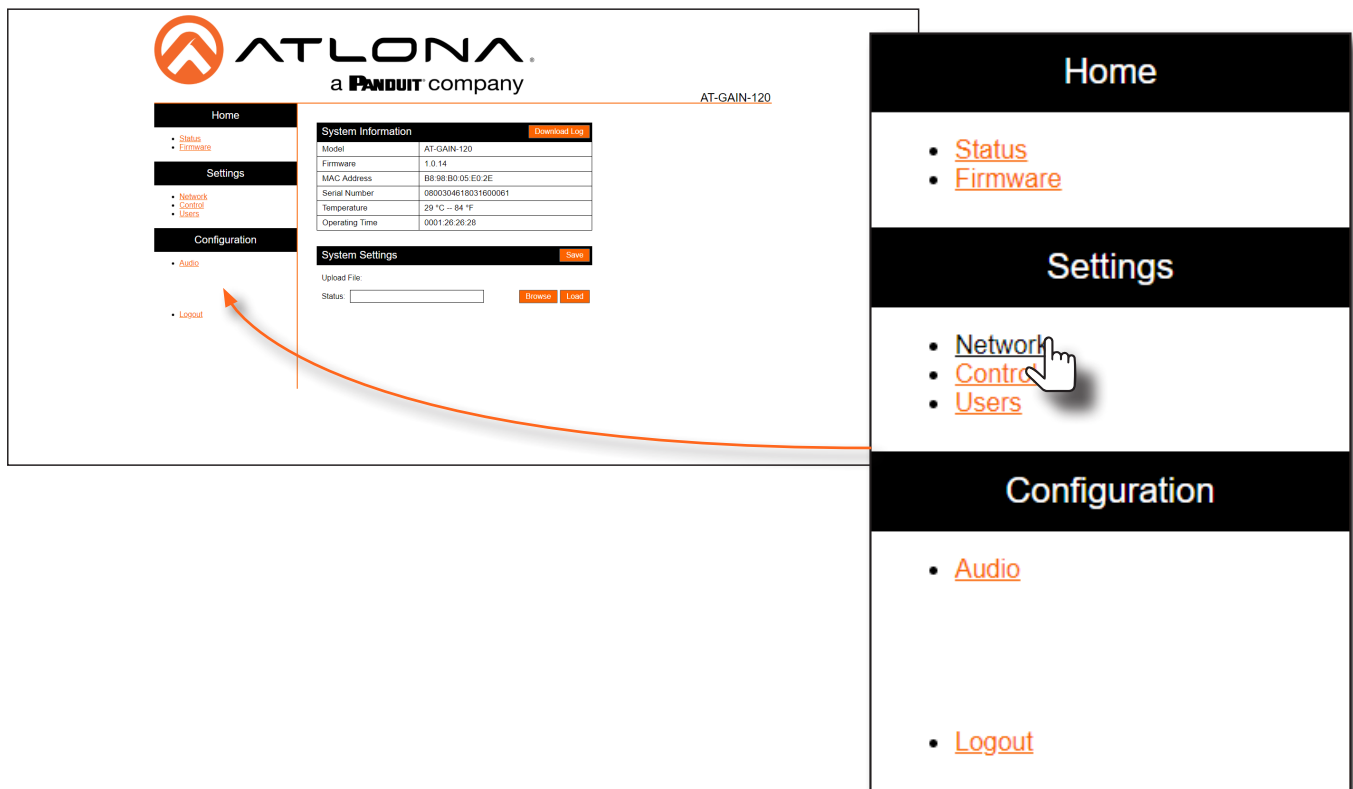 ATLONA®
a PANDUIT™ company
AT-GAIN-120
Home
Status
Firmware
Settings
Network
Control
Users
Configuration
Audio
Logout
System Information Download Log
Model AT-GAIN-120
Firmware 1.0.14
MAC Address B8:98:B0:05:E0:2E
Serial Number 0800304618031600061
Temperature 29 °C -- 84 °F
Operating Time 0001:26:26:28
System Settings Save
Upload File:
Status: Browse Load
Home
Status
Firmware
Settings
Network
Control
Users
Configuration
Audio
Logout